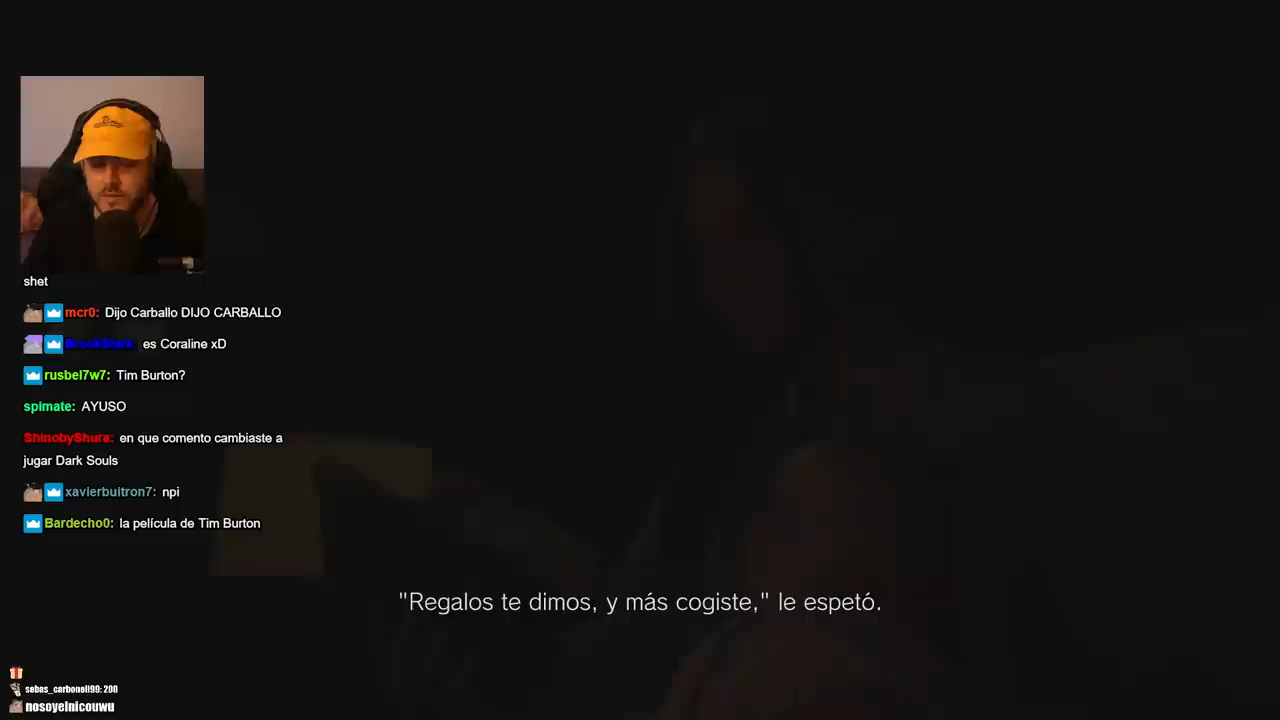 shet
mcr0: Dijo Carballo DIJO CARBALLO
BrookStark: es Coraline xD
rusbel7w7: Tim Burton?
spimate: AYUSO
ShinobyShura: en que comento cambiaste a
jugar Dark Souls
xavierbuitron7: npi
Bardecho0: la película de Tim Burton
"Regalos te dimos, y más cogiste," le espetó.
sebas_carbonell99: 200
nosoyelnicouwu